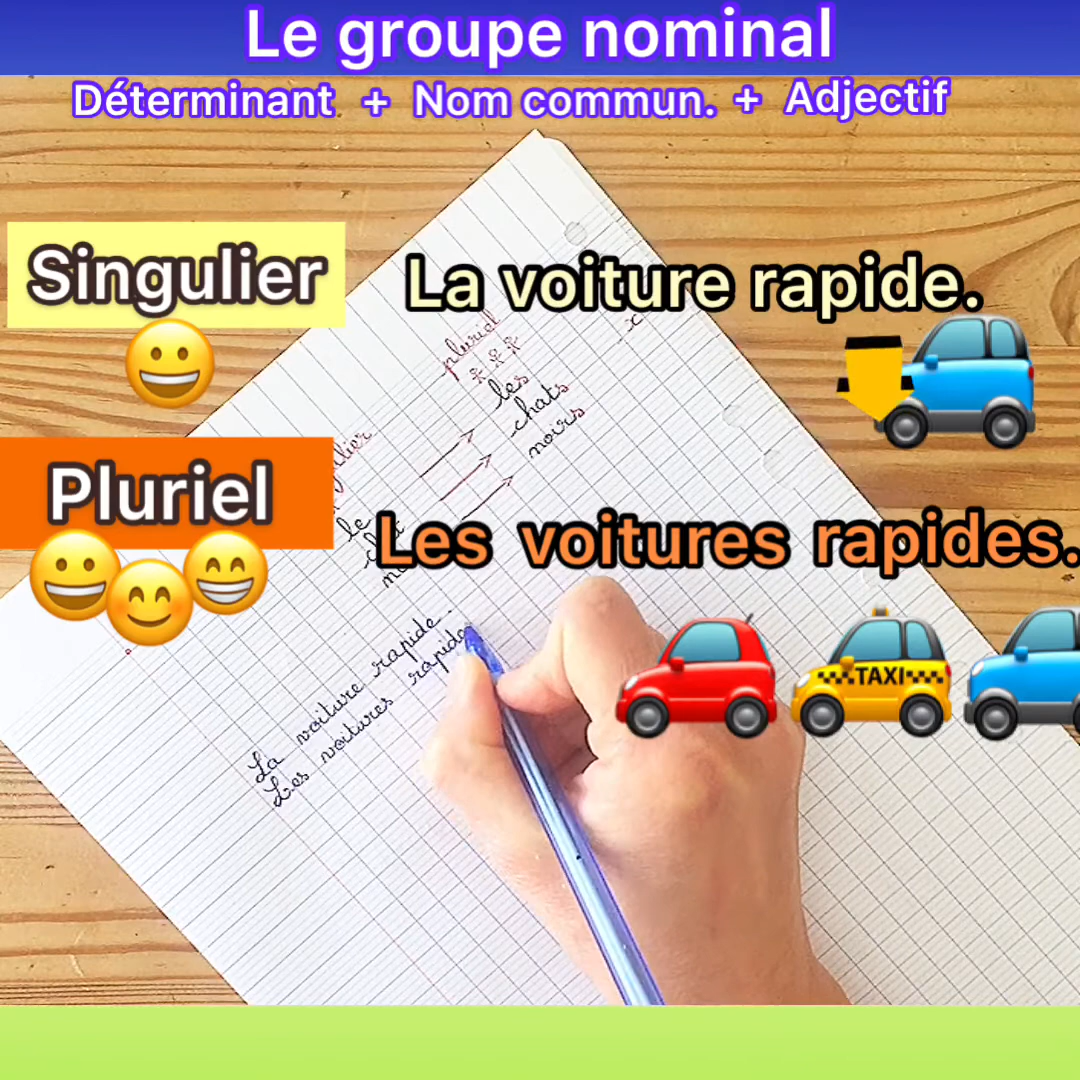 Le groupe nominal
Déterminant + Nom commun. + Adjectif
Singulier
La voiture rapide.
pluriel
les
chats
noirs
Pluriel
le
Les voitures rapides.
TAXI
La voiture rapide.
Les voitures rapide